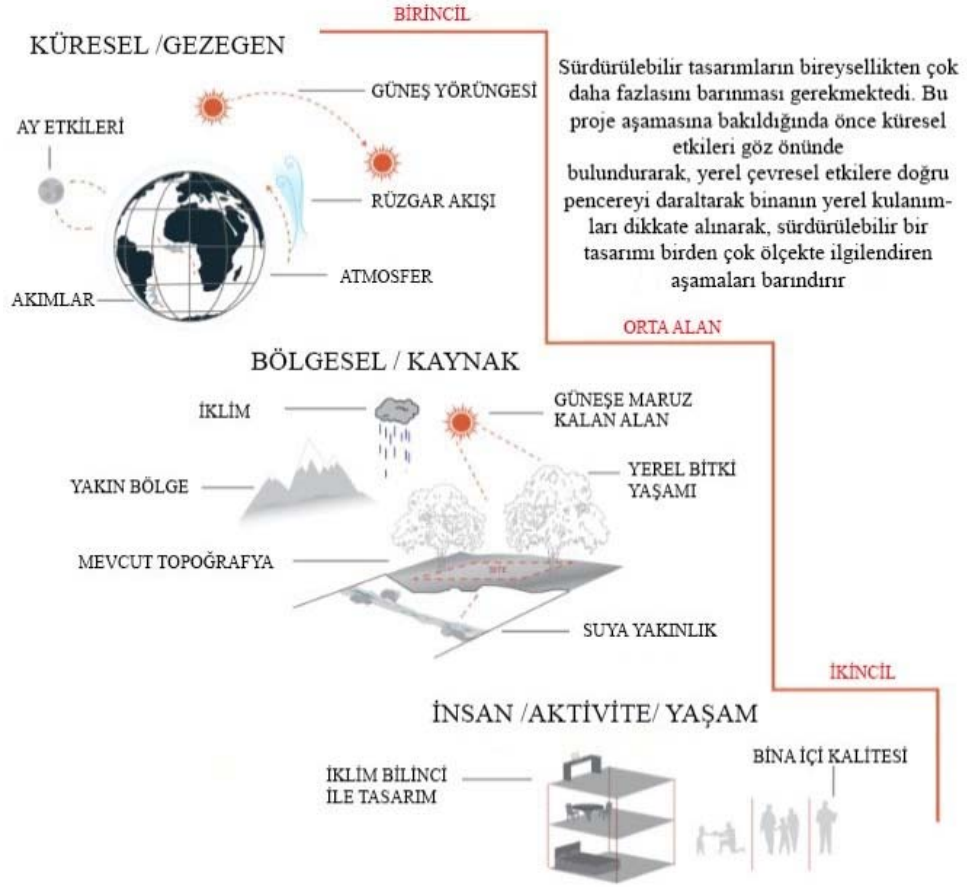 BİRİNCİL
KÜRESEL /GEZEGEN
GÜNEŞ YÖRÜNGESİ
AY ETKİLERİ
RÜZGAR AKIŞI
ATMOSFER
AKIMLAR
Sürdürülebilir tasarımların bireysellikten çok
daha fazlasını barınması gerekmektedi. Bu
proje aşamasına bakıldığında önce küresel
etkileri göz önünde
bulundurarak, yerel çevresel etkilere doğru
pencereyi daraltarak binanın yerel kulanım-
ları dikkate alınarak, sürdürülebilir bir
tasarımı birden çok ölçekte ilgilendiren
aşamaları barındırır
ORTA ALAN
BÖLGESEL / KAYNAK
İKLİM
GÜNEŞE MARUZ
KALAN ALAN
YAKIN BÖLGE
YEREL BİTKİ
YAŞAMI
MEVCUT TOPOĞRAFYA
SITE
SUYA YAKINLIK
İKİNCİL
İNSAN /AKTİVİTE/ YAŞAM
İKLİM BİLİNCİ
İLE TASARIM
BİNA İÇİ KALİTESİ